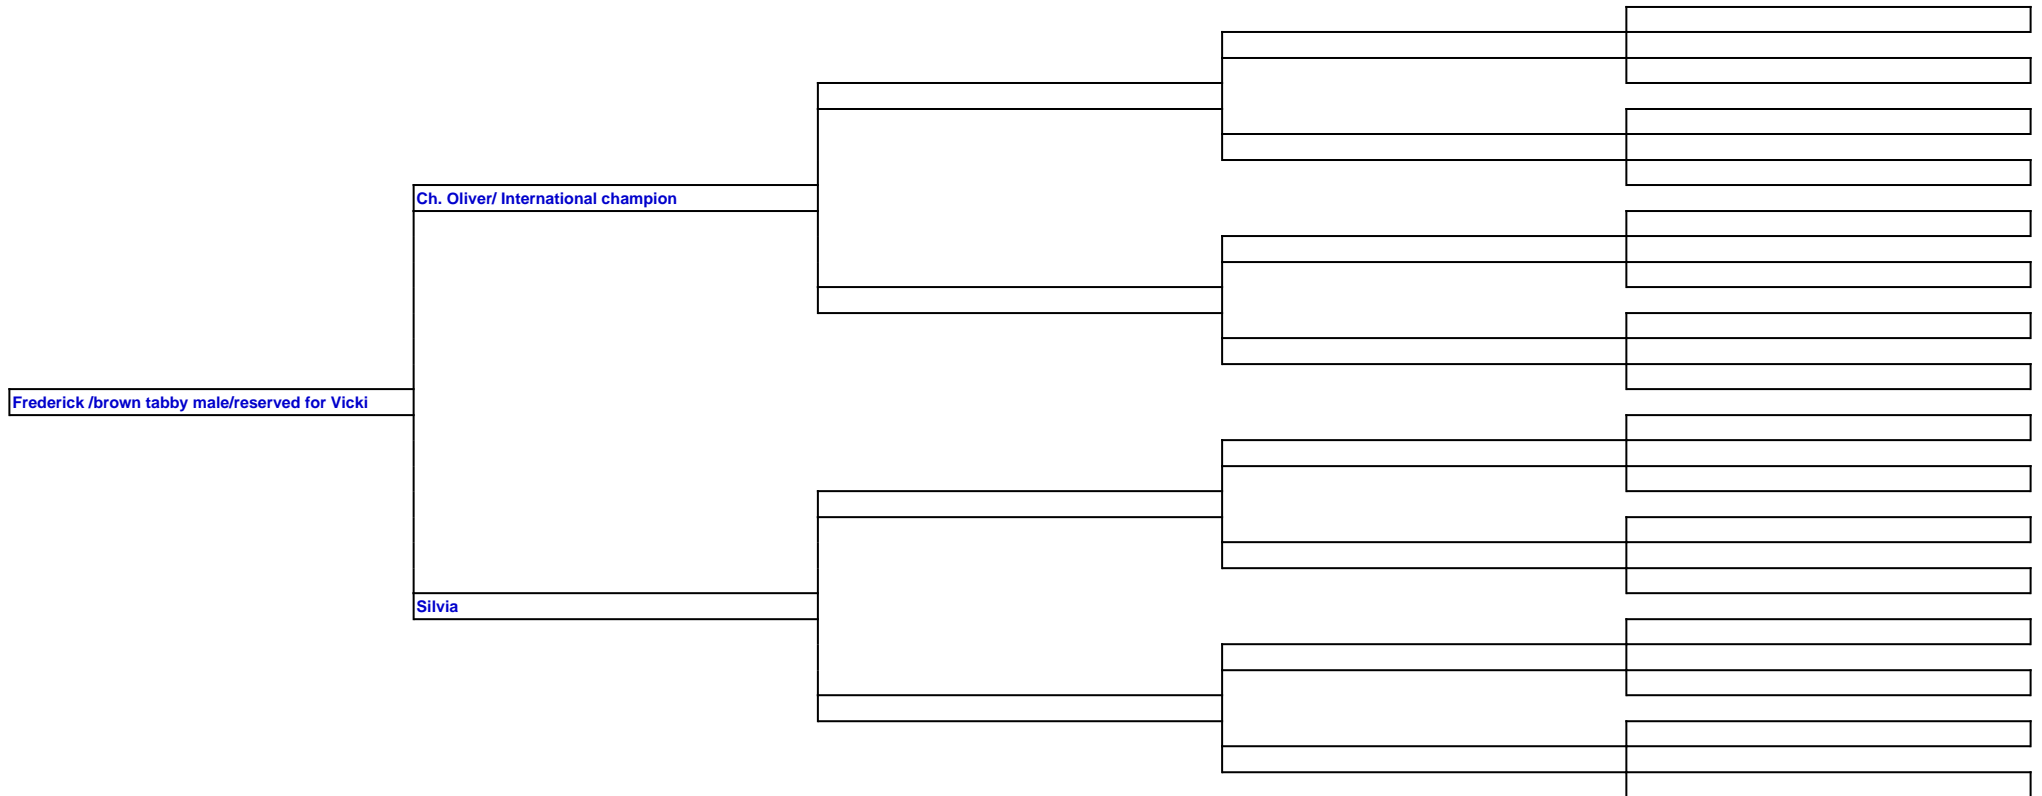 Ch. Oliver/ International champion
Frederick /brown tabby male/reserved for Vicki
Silvia